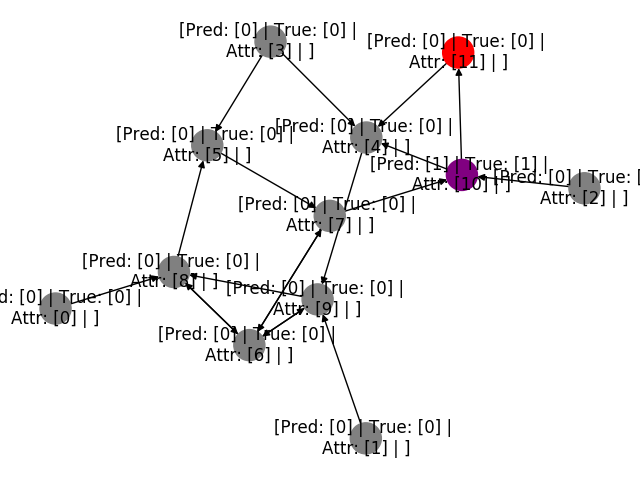 [Pred: [0] | True: [0] |
Attr: [3] | ]
[Pred: [0] | True: [0] |
Attr: [11] | ]
[Pred: [0] | True: [0] |
Attr: [5] | ]
[Pred: [0] | True: [0] |
Attr: [4] | ]
[Pred: [1] | True: [1] |
Attr: [10] | ]
[Pred: [0] | True: [
Attr: [2] | ]
[Pred: [0] | True: [0] |
Attr: [7] | ]
[Pred: [0] | True: [0] |
Attr: [8] | ]
d: [0] | True: [0] |
Attr: [0] | ]
[Pred: [0] | True: [0] |
Attr: [9] | ]
[Pred: [0] | True: [0] |
Attr: [6] | ]
[Pred: [0] | True: [0] |
Attr: [1] | ]